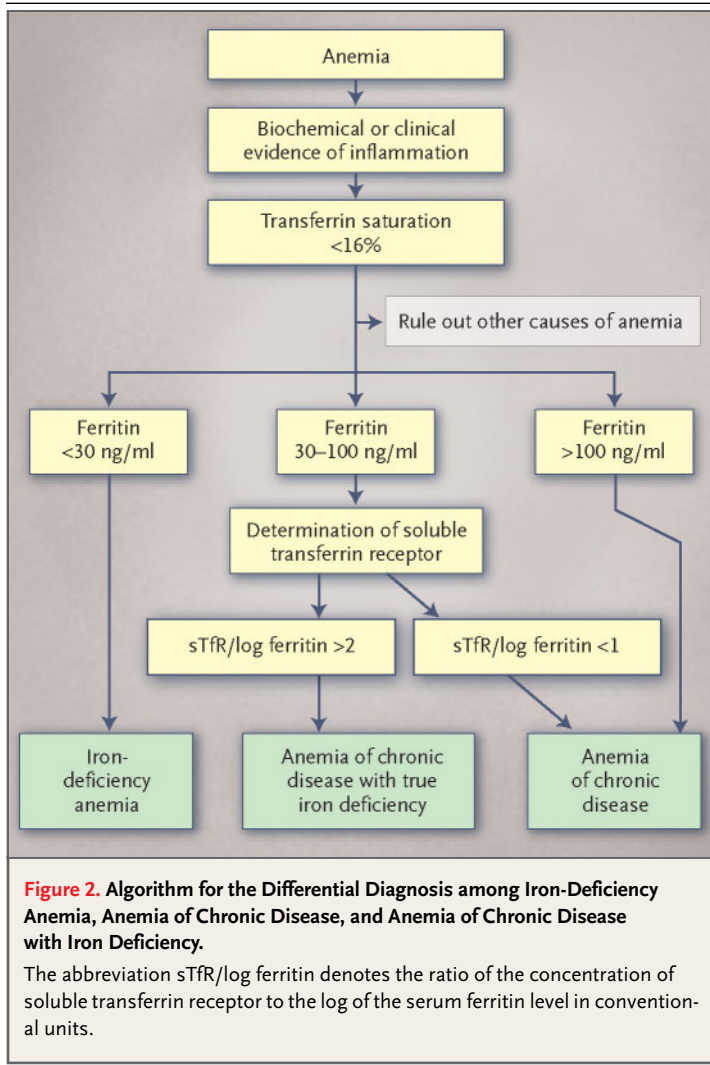 Anemia
Biochemical or clinical
evidence of inflammation
Transferrin saturation
<16%
Rule out other causes of anemia
Ferritin
<30 ng/ml
Ferritin
30–100 ng/ml
Ferritin
>100 ng/ml
Determination of soluble
transferrin receptor
sTfR/log ferritin >2
sTfR/log ferritin <1
Iron-
deficiency
anemia
Anemia of chronic
disease with true
iron deficiency
Anemia
of chronic
disease
Figure 2. Algorithm for the Differential Diagnosis among Iron-Deficiency
Anemia, Anemia of Chronic Disease, and Anemia of Chronic Disease
with Iron Deficiency.
The abbreviation sTfR/log ferritin denotes the ratio of the concentration of
soluble transferrin receptor to the log of the serum ferritin level in convention-
al units.